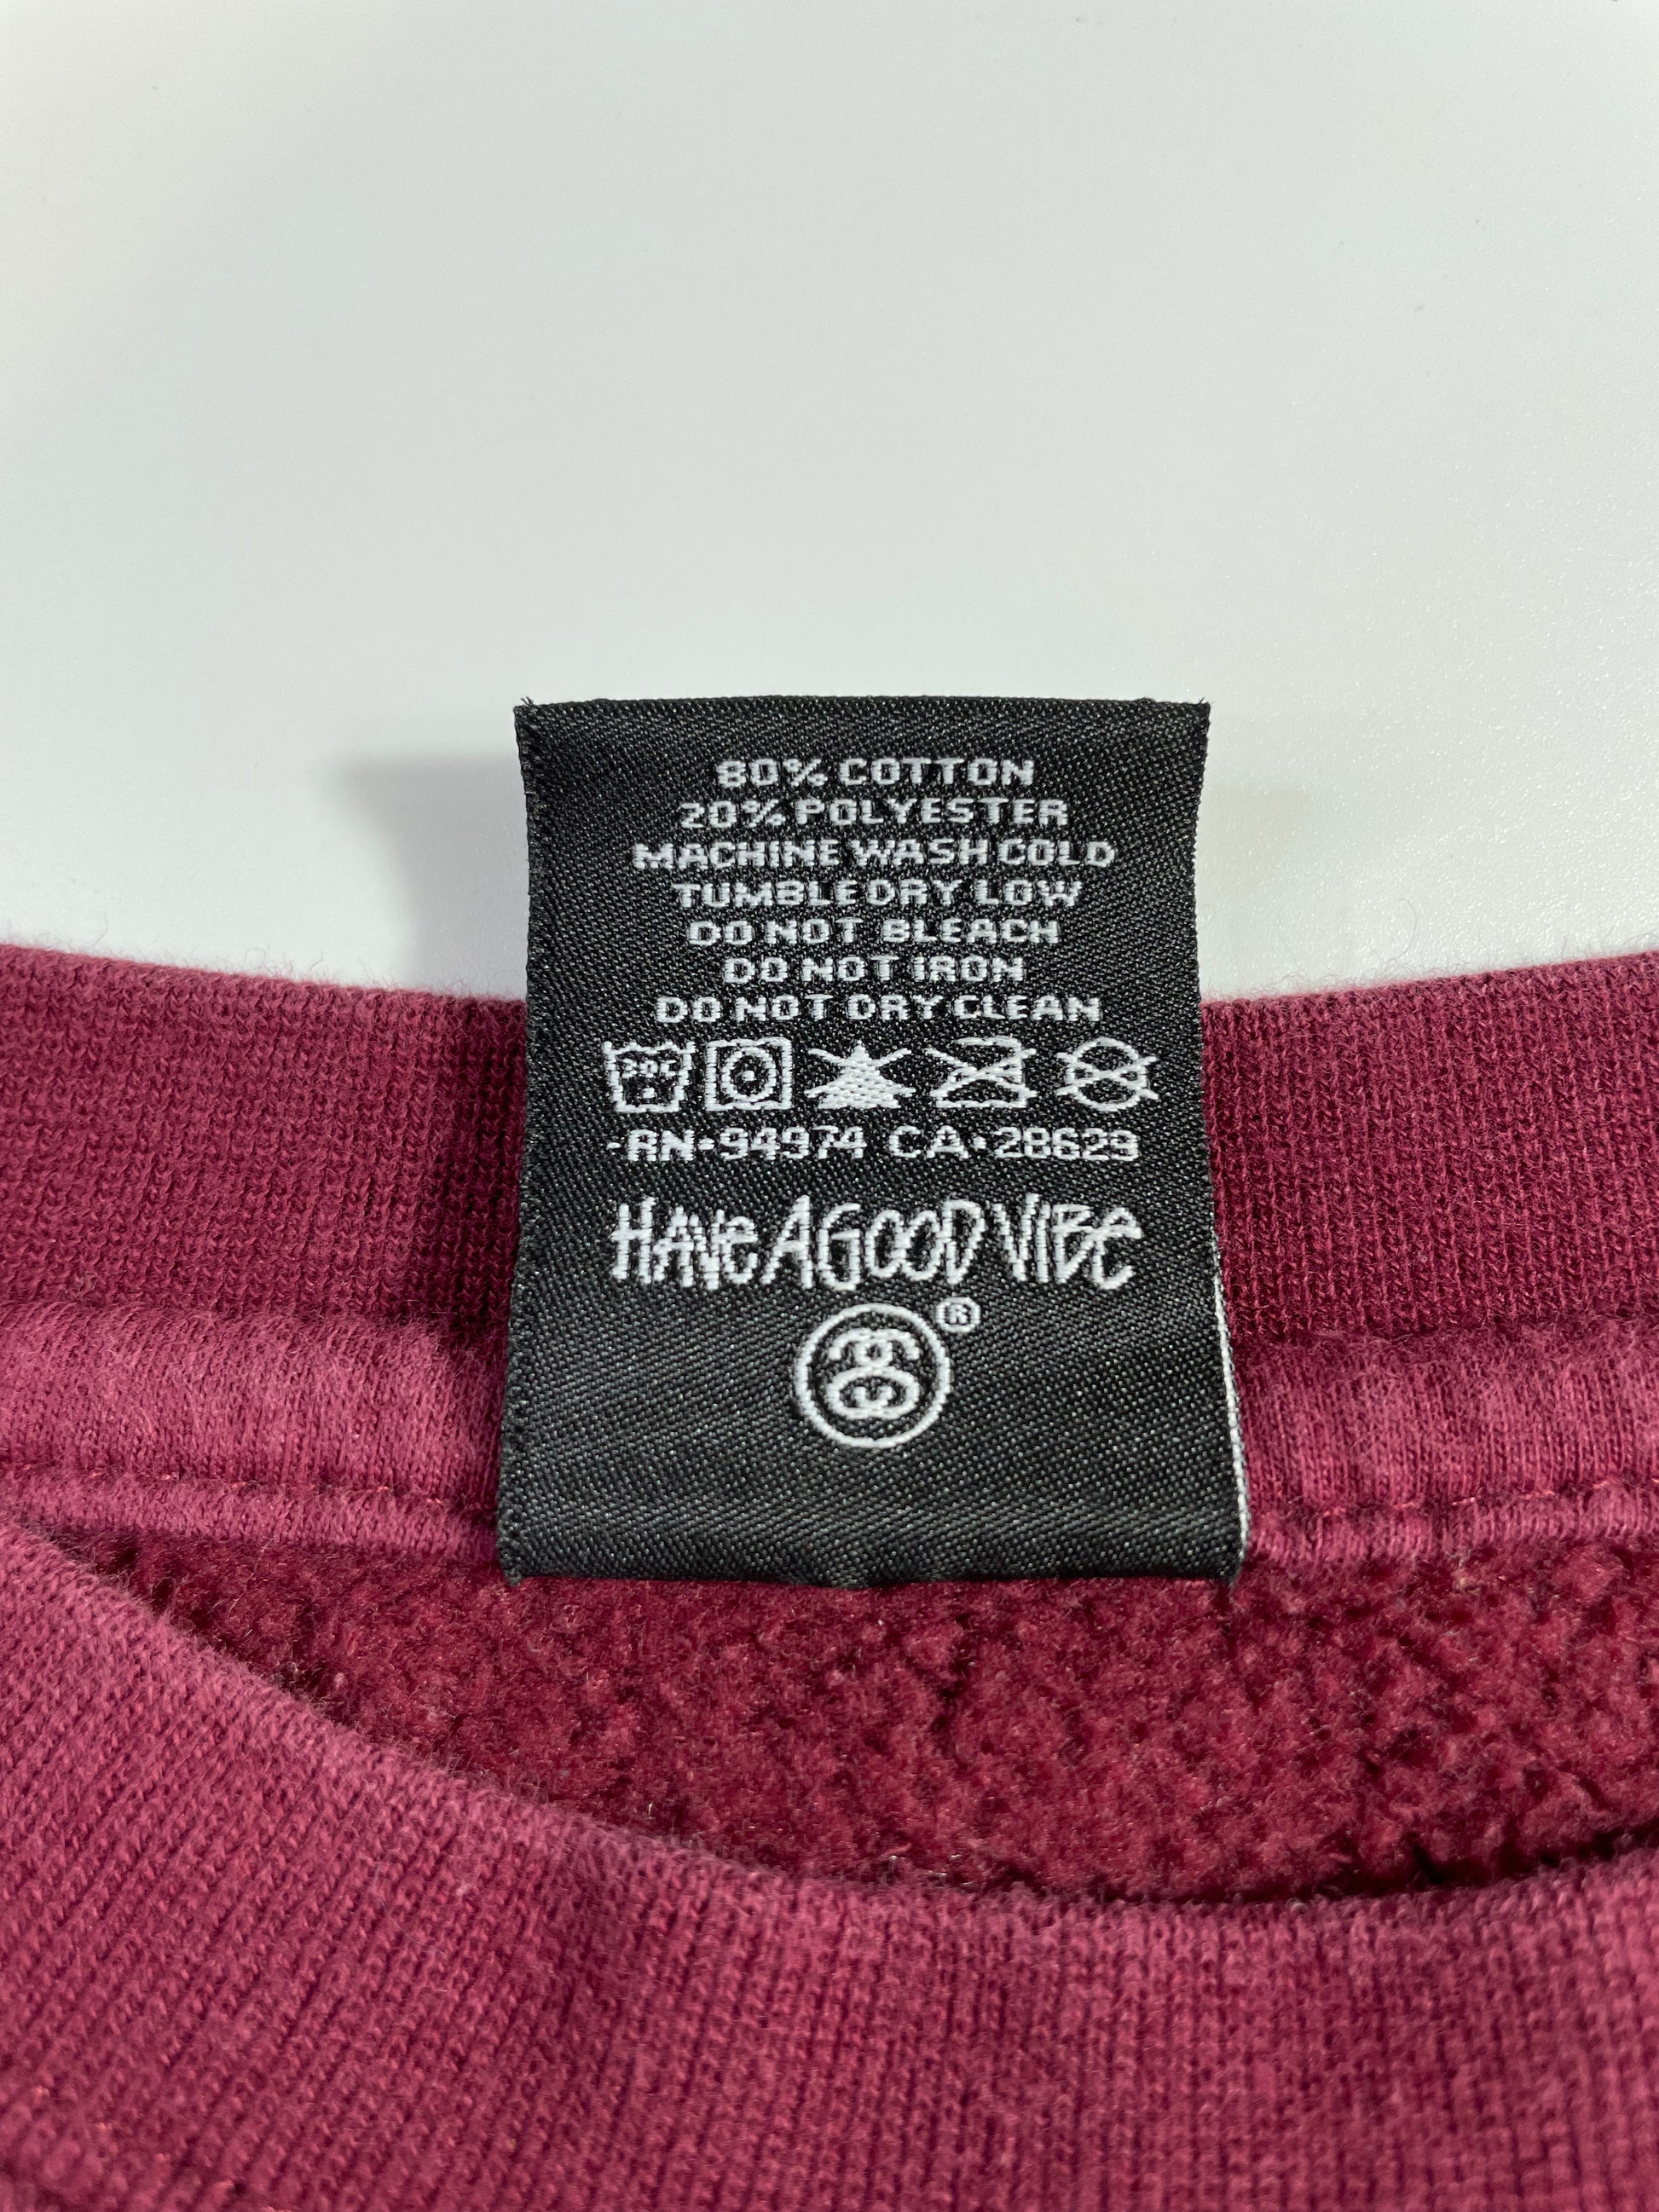 80% COTTON
20% POLYESTER
MACHINE WASH COLD
TUMBLE DRY LOW
DO NOT BLEACH
DO NOT IRON
DO NOT DRY CLEAN
30C
RN·94974 CA·28629
HAVE A GOOD VIBE
®